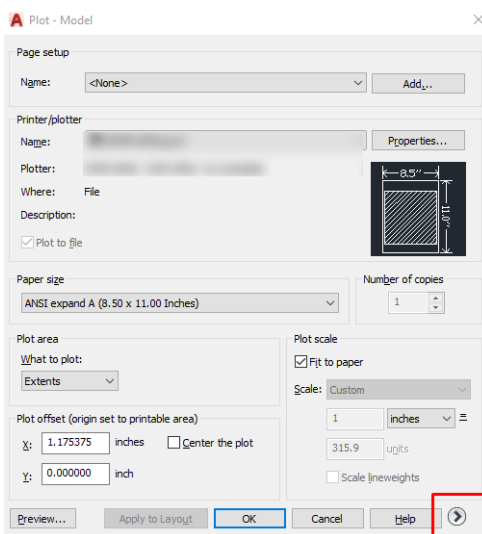 Plot - Model
Page setup
Name: <None> Add...
Printer/plotter
Name: Properties...
Plotter:
Where: File
Description:
Plot to file
8.5"
11.0"
Paper size
ANSI expand A (8.50 x 11.00 Inches)
Number of copies
1
Plot area
What to plot:
Extents
Plot scale
Fit to paper
Scale: Custom
1 inches =
315.9 units
Scale lineweights
Plot offset (origin set to printable area)
X: 1.175375 inches Center the plot
Y: 0.000000 inch
Preview... Apply to Layout OK Cancel Help